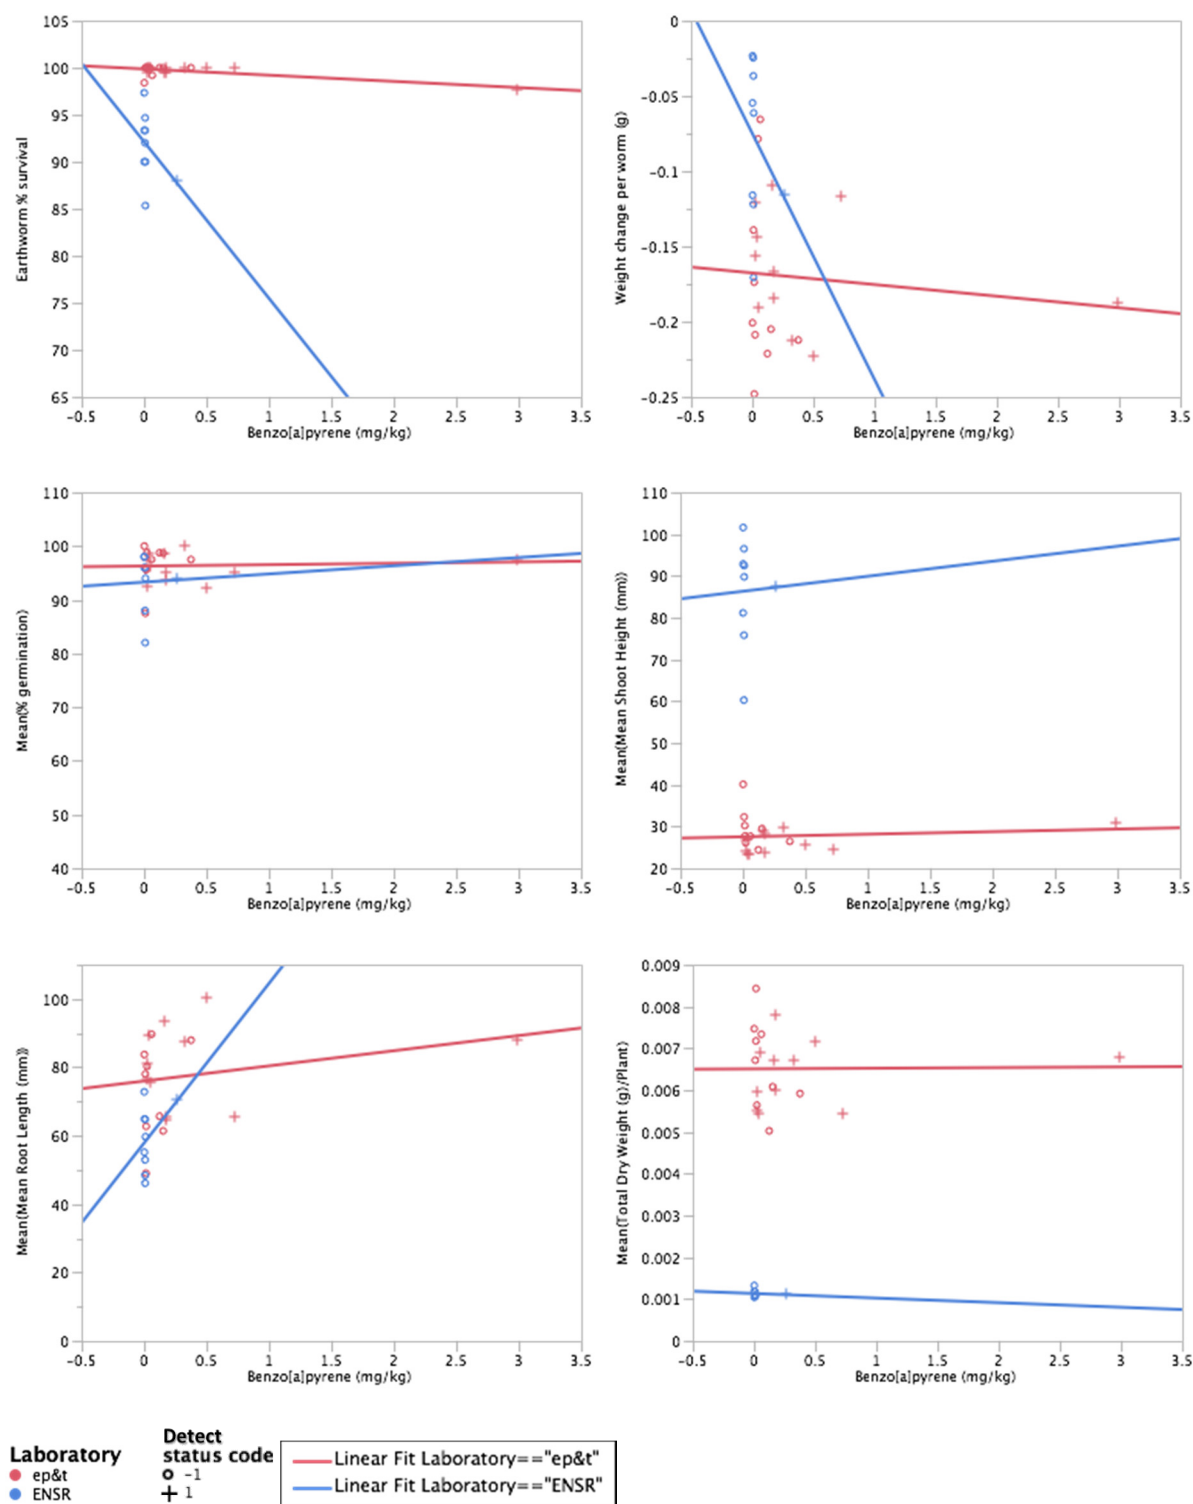 105
100
95
90
85
80
75
70
65
Earthworm % survival
-0.5 0 0.5 1 1.5 2 2.5 3 3.5
Benzo[a]pyrene (mg/kg)
0
-0.05
-0.1
-0.15
-0.2
-0.25
Weight change per worm (g)
-0.5 0 0.5 1 1.5 2 2.5 3 3.5
Benzo[a]pyrene (mg/kg)
110
100
90
80
70
60
50
40
Mean(% germination)
-0.5 0 0.5 1 1.5 2 2.5 3 3.5
Benzo[a]pyrene (mg/kg)
110
100
90
80
70
60
50
40
30
20
Mean(Mean Shoot Height (mm))
-0.5 0 0.5 1 1.5 2 2.5 3 3.5
Benzo[a]pyrene (mg/kg)
100
80
60
40
20
0
Mean(Mean Root Length (mm))
-0.5 0 0.5 1 1.5 2 2.5 3 3.5
Benzo[a]pyrene (mg/kg)
0.009
0.008
0.007
0.006
0.005
0.004
0.003
0.002
0.001
0
Mean(Total Dry Weight (g)/Plant)
-0.5 0 0.5 1 1.5 2 2.5 3 3.5
Benzo[a]pyrene (mg/kg)
Laboratory
ep&t
ENSR
Detect
status code
-1
1
Linear Fit Laboratory=="ep&t"
Linear Fit Laboratory=="ENSR"